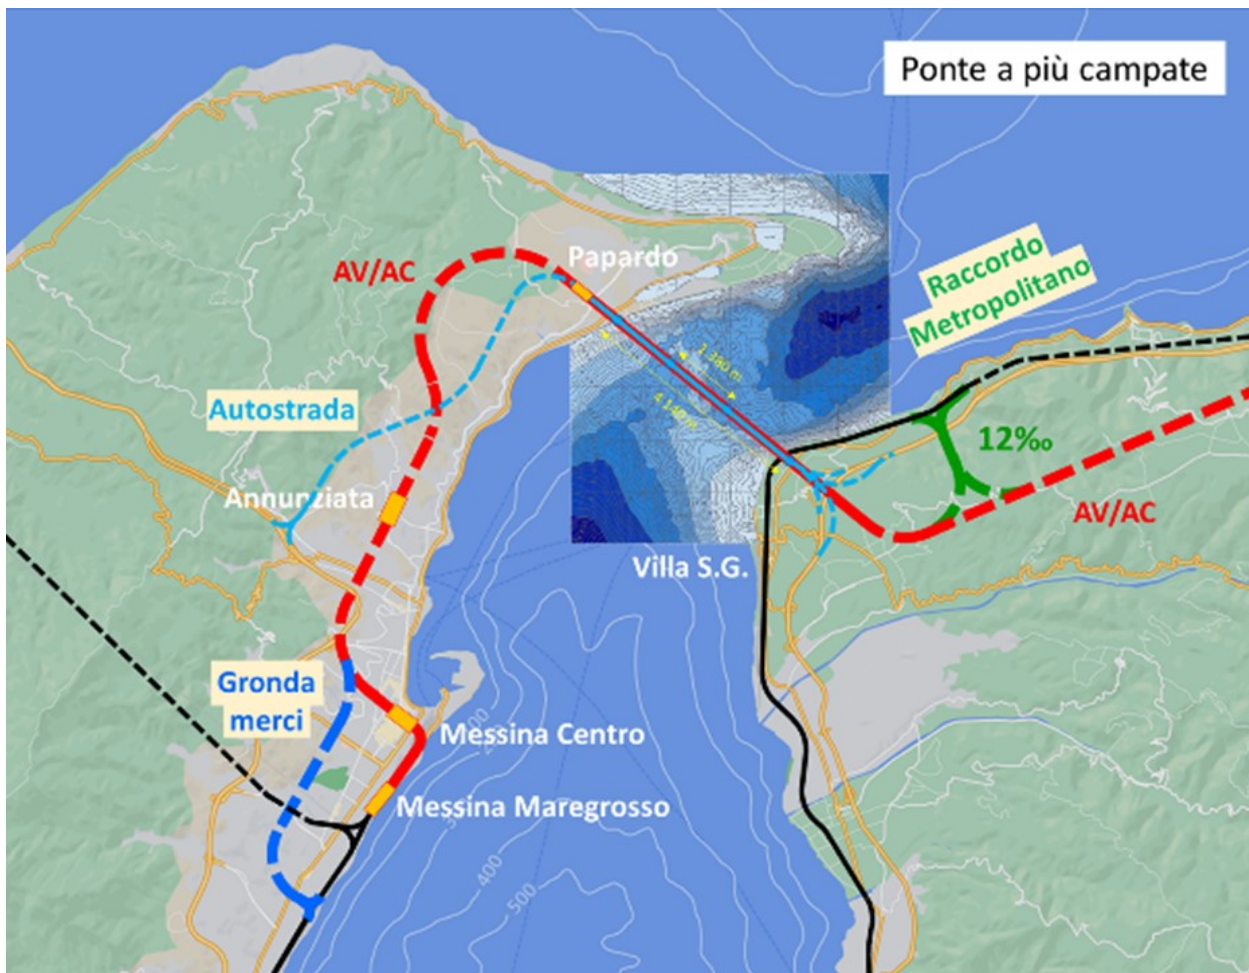 Ponte a più campate
Papardo
AV/AC
Raccordo
Metropolitano
Autostrada
12‰
Annunziata
AV/AC
Villa S.G.
Gronda
merci
Messina Centro
Messina Maregrosso
400
500